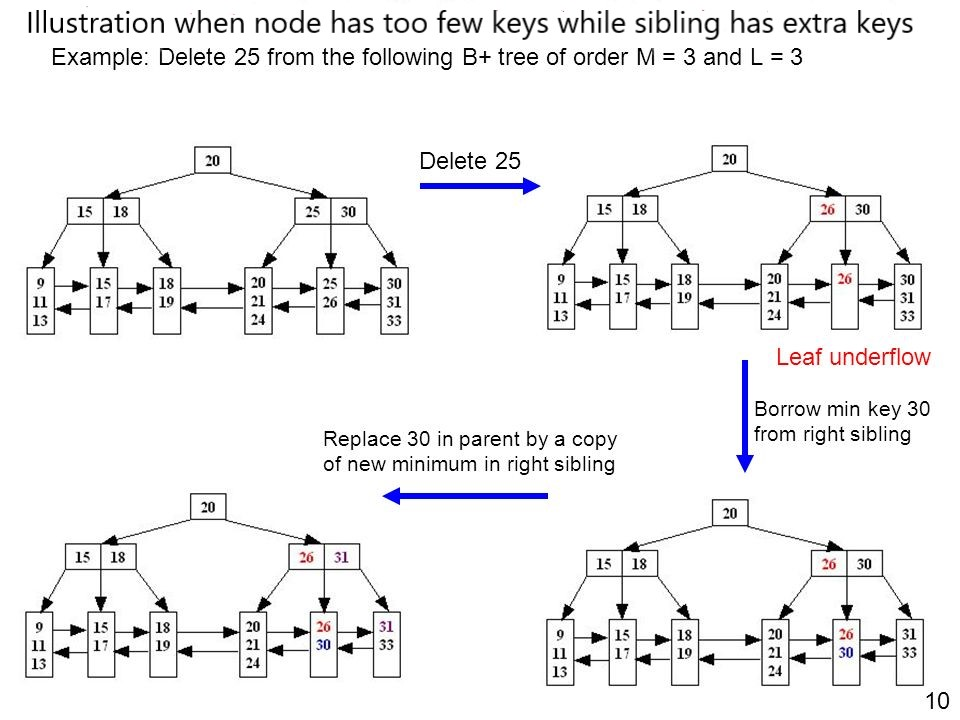 Illustration when node has too few keys while sibling has extra keys
Example: Delete 25 from the following B+ tree of order M = 3 and L = 3
20
15 18
25 30
9 15 18 20 25 30
11 17 19 21 26 31
13 24 33
Delete 25
20
15 18
26 30
9 15 18 20 26 30
11 17 19 21 31
13 24 33
Leaf underflow
Borrow min key 30
from right sibling
20
15 18
26 30
9 15 18 20 26 31
11 17 19 21 30 33
13 24
Replace 30 in parent by a copy
of new minimum in right sibling
20
15 18
26 31
9 15 18 20 26 31
11 17 19 21 30 33
13 24
10